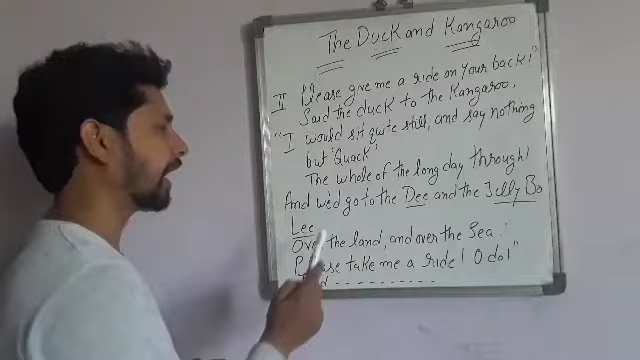 The Duck and Kangaroo
II "Please give me a ride on your back!"
Said the duck to the Kangaroo,
"I would sit quite still, and say nothing
but 'Quack'
The whole of the long day through!
And we'd go to the Dee and the Jelly Bo
Lee
Over the land, and over the Sea:
Please take me a ride! O do!"